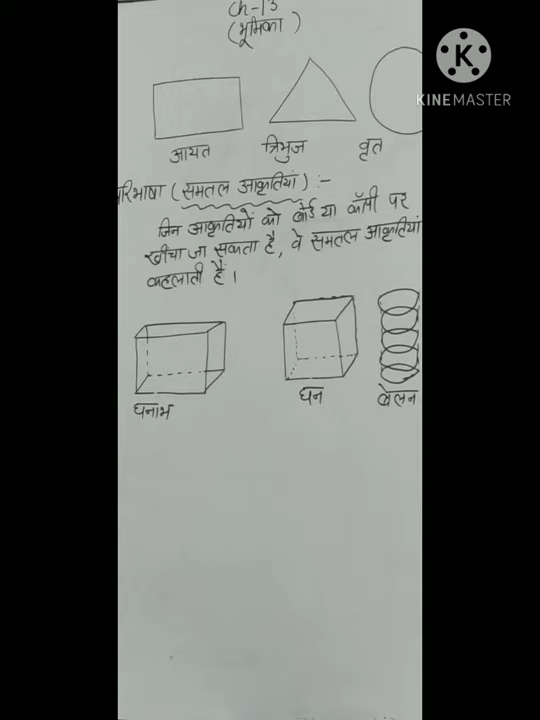 Ch-13
(भूमिका)
KINEMASTER
आयत त्रिभुज वृत
परिभाषा (समतल आकृतियां) :-
जिन आकृतियों को बोर्ड या कॉपी पर
खींचा जा सकता है, वे समतल आकृतियां
कहलाती हैं।
घनाभ घन बेलन